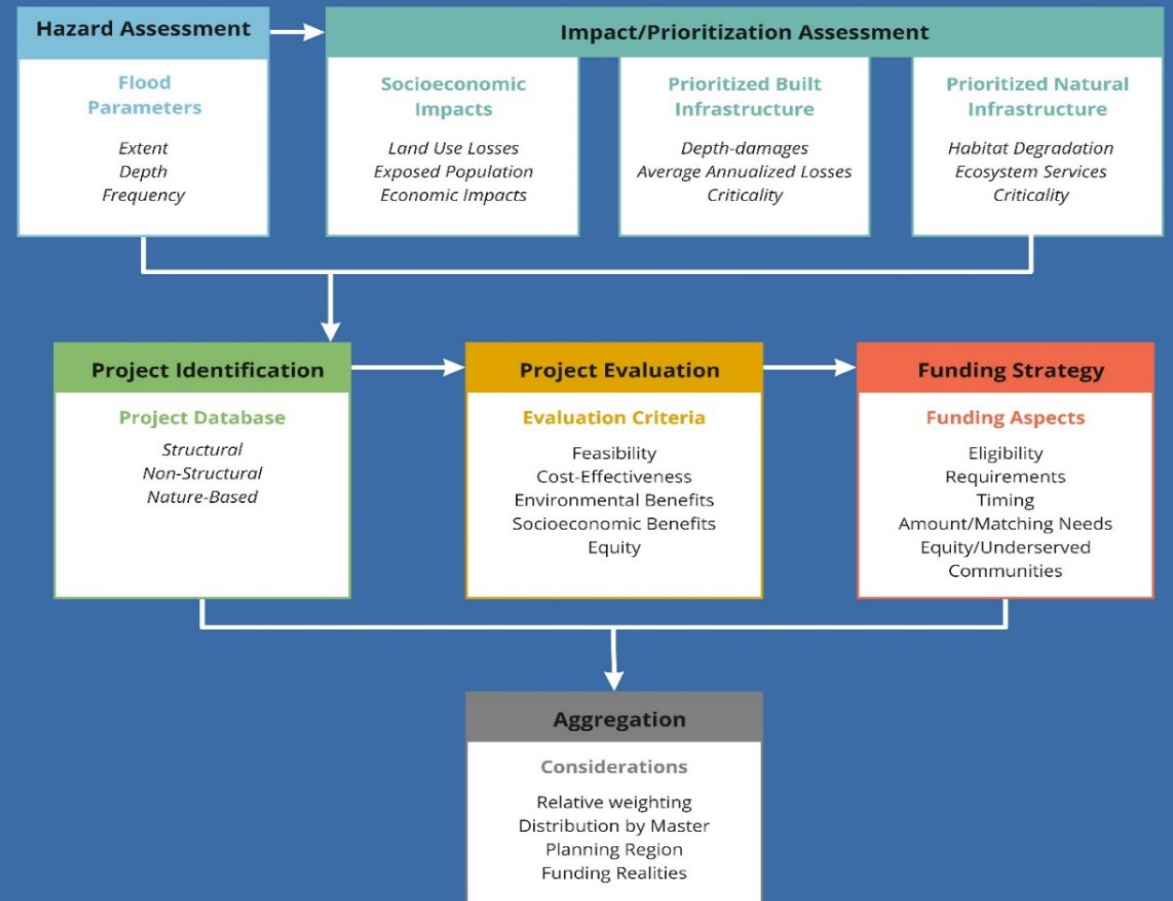 Hazard Assessment
Flood
Parameters
Extent
Depth
Frequency
Impact/Prioritization Assessment
Socioeconomic
Impacts
Land Use Losses
Exposed Population
Economic Impacts
Prioritized Built
Infrastructure
Depth-damages
Average Annualized Losses
Criticality
Prioritized Natural
Infrastructure
Habitat Degradation
Ecosystem Services
Criticality
Project Identification
Project Database
Structural
Non-Structural
Nature-Based
Project Evaluation
Evaluation Criteria
Feasibility
Cost-Effectiveness
Environmental Benefits
Socioeconomic Benefits
Equity
Funding Strategy
Funding Aspects
Eligibility
Requirements
Timing
Amount/Matching Needs
Equity/Underserved
Communities
Aggregation
Considerations
Relative weighting
Distribution by Master
Planning Region
Funding Realities